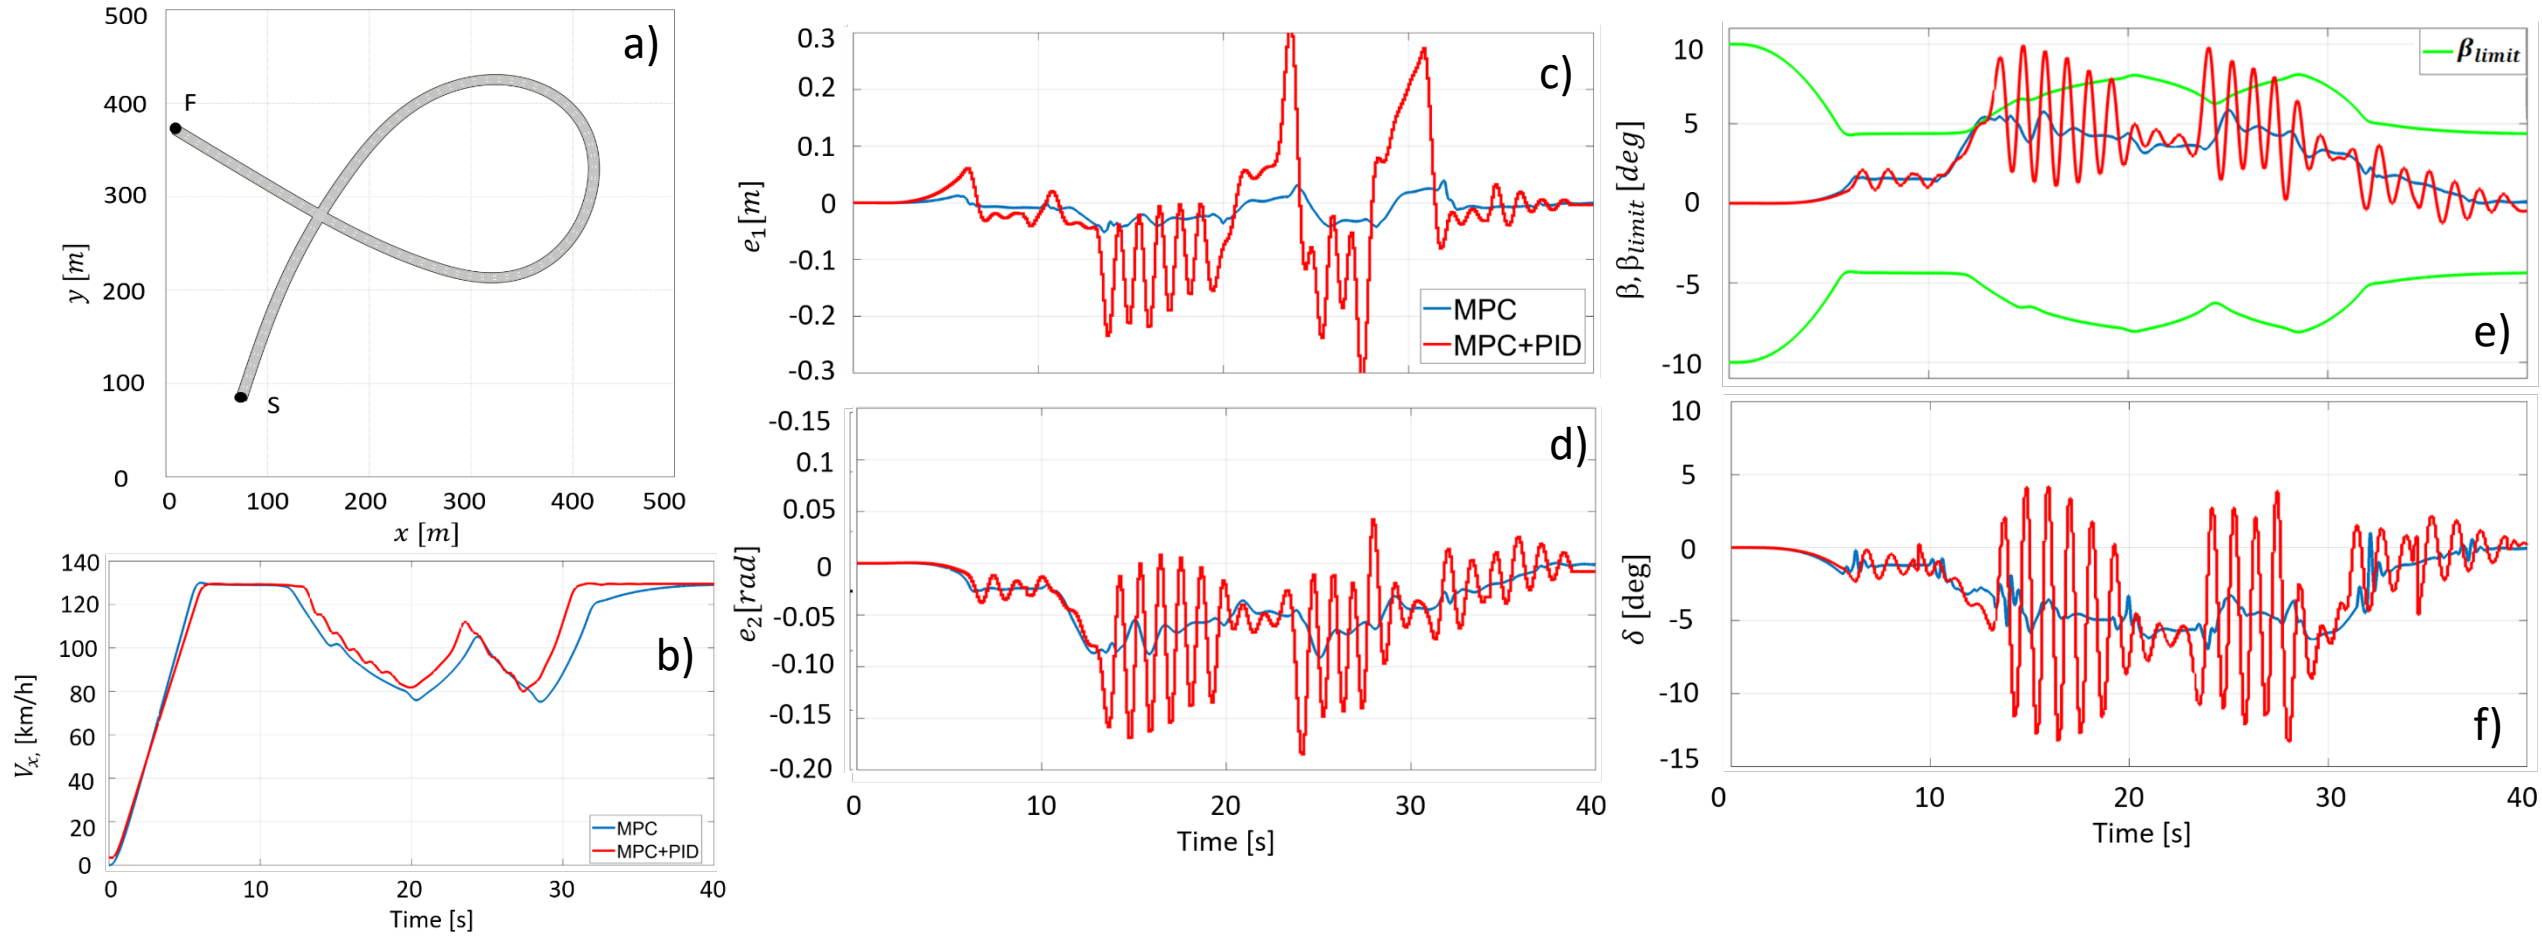 a)
500
400
300
200
100
0
F
S
0 100 200 300 400 500
x [m]
y [m]
b)
140
120
100
80
60
40
20
0
MPC
MPC+PID
0 10 20 30 40
Time [s]
V_x, [km/h]
c)
0.3
0.2
0.1
0
-0.1
-0.2
-0.3
e_1[m]
MPC
MPC+PID
d)
-0.15
0.1
0.05
0
-0.05
-0.10
-0.15
-0.20
e_2[rad]
0 10 20 30 40
Time [s]
e)
10
5
0
-5
-10
β, β_limit [deg]
β_limit
f)
10
5
0
-5
-10
-15
δ [deg]
0 10 20 30 40
Time [s]